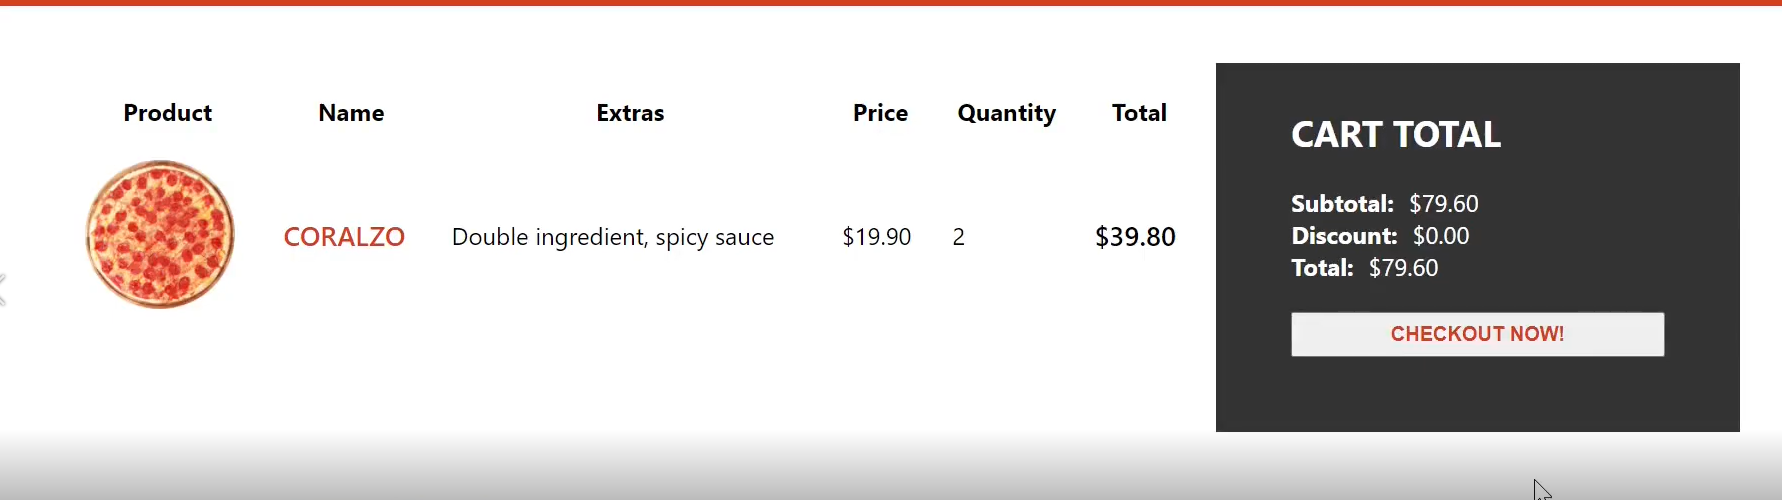 Product Name Extras Price Quantity Total
CORALZO Double ingredient, spicy sauce $19.90 2 $39.80
CART TOTAL
Subtotal: $79.60
Discount: $0.00
Total: $79.60
CHECKOUT NOW!